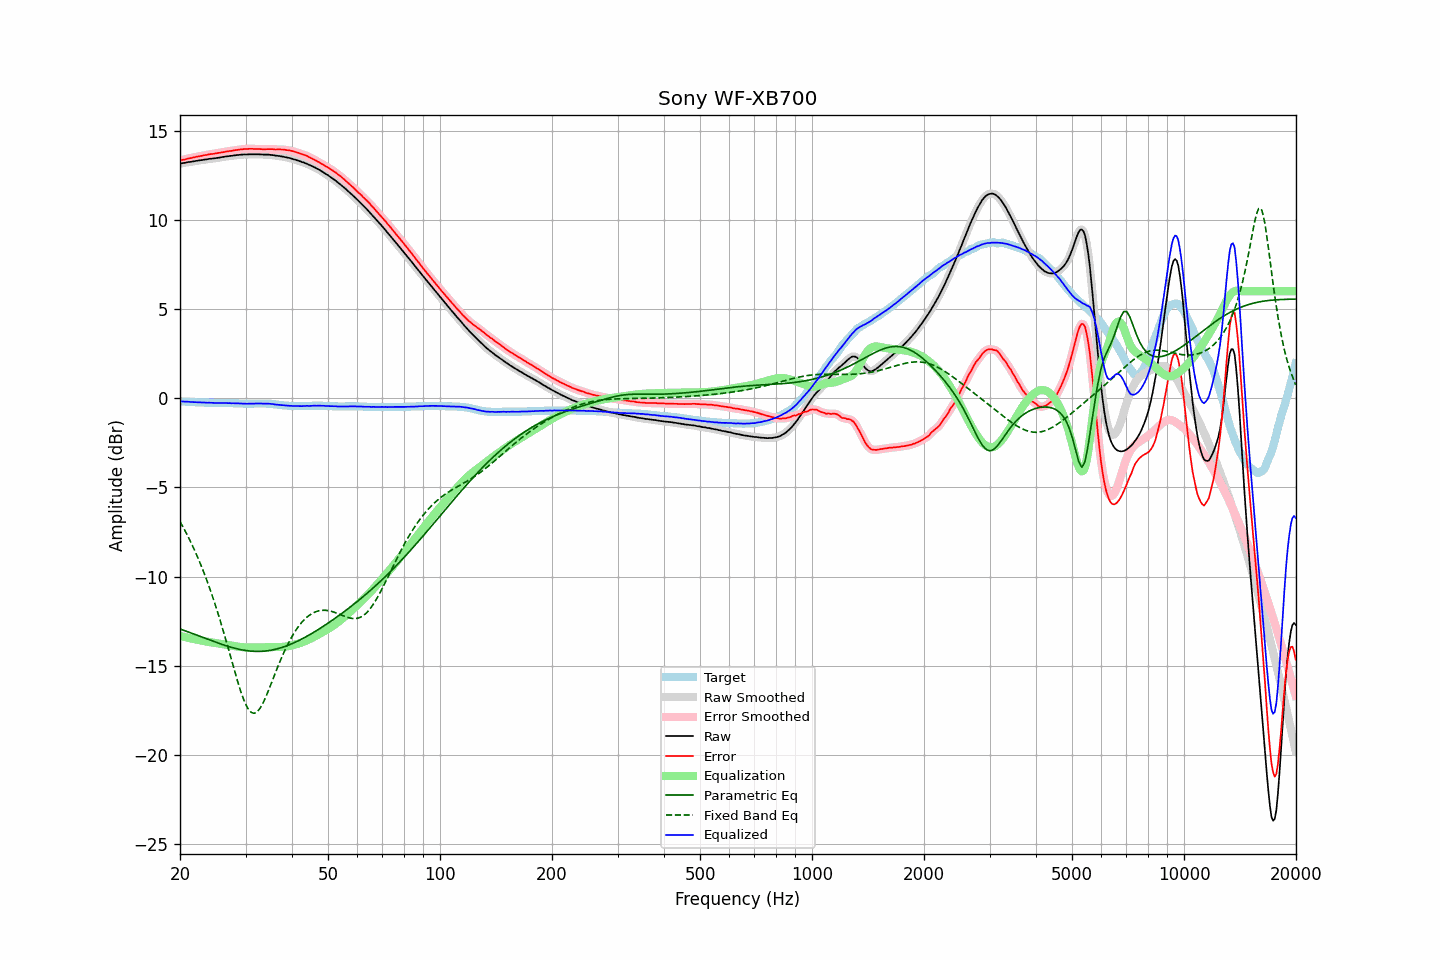 Sony WF-XB700
15
10
5
0
−5
−10
−15
−20
−25
Amplitude (dBr)
Target
Raw Smoothed
Error Smoothed
Raw
Error
Equalization
Parametric Eq
Fixed Band Eq
Equalized
20 50 100 200 500 1000 2000 5000 10000 20000
Frequency (Hz)